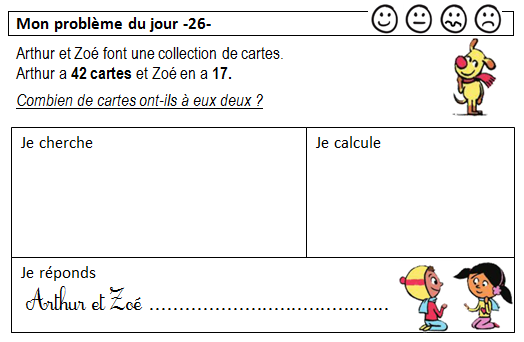 Mon problème du jour -26-
Arthur et Zoé font une collection de cartes.
Arthur a 42 cartes et Zoé en a 17.
Combien de cartes ont-ils à eux deux ?
Je cherche
Je calcule
Je réponds
Arthur et Zoé ..........................................